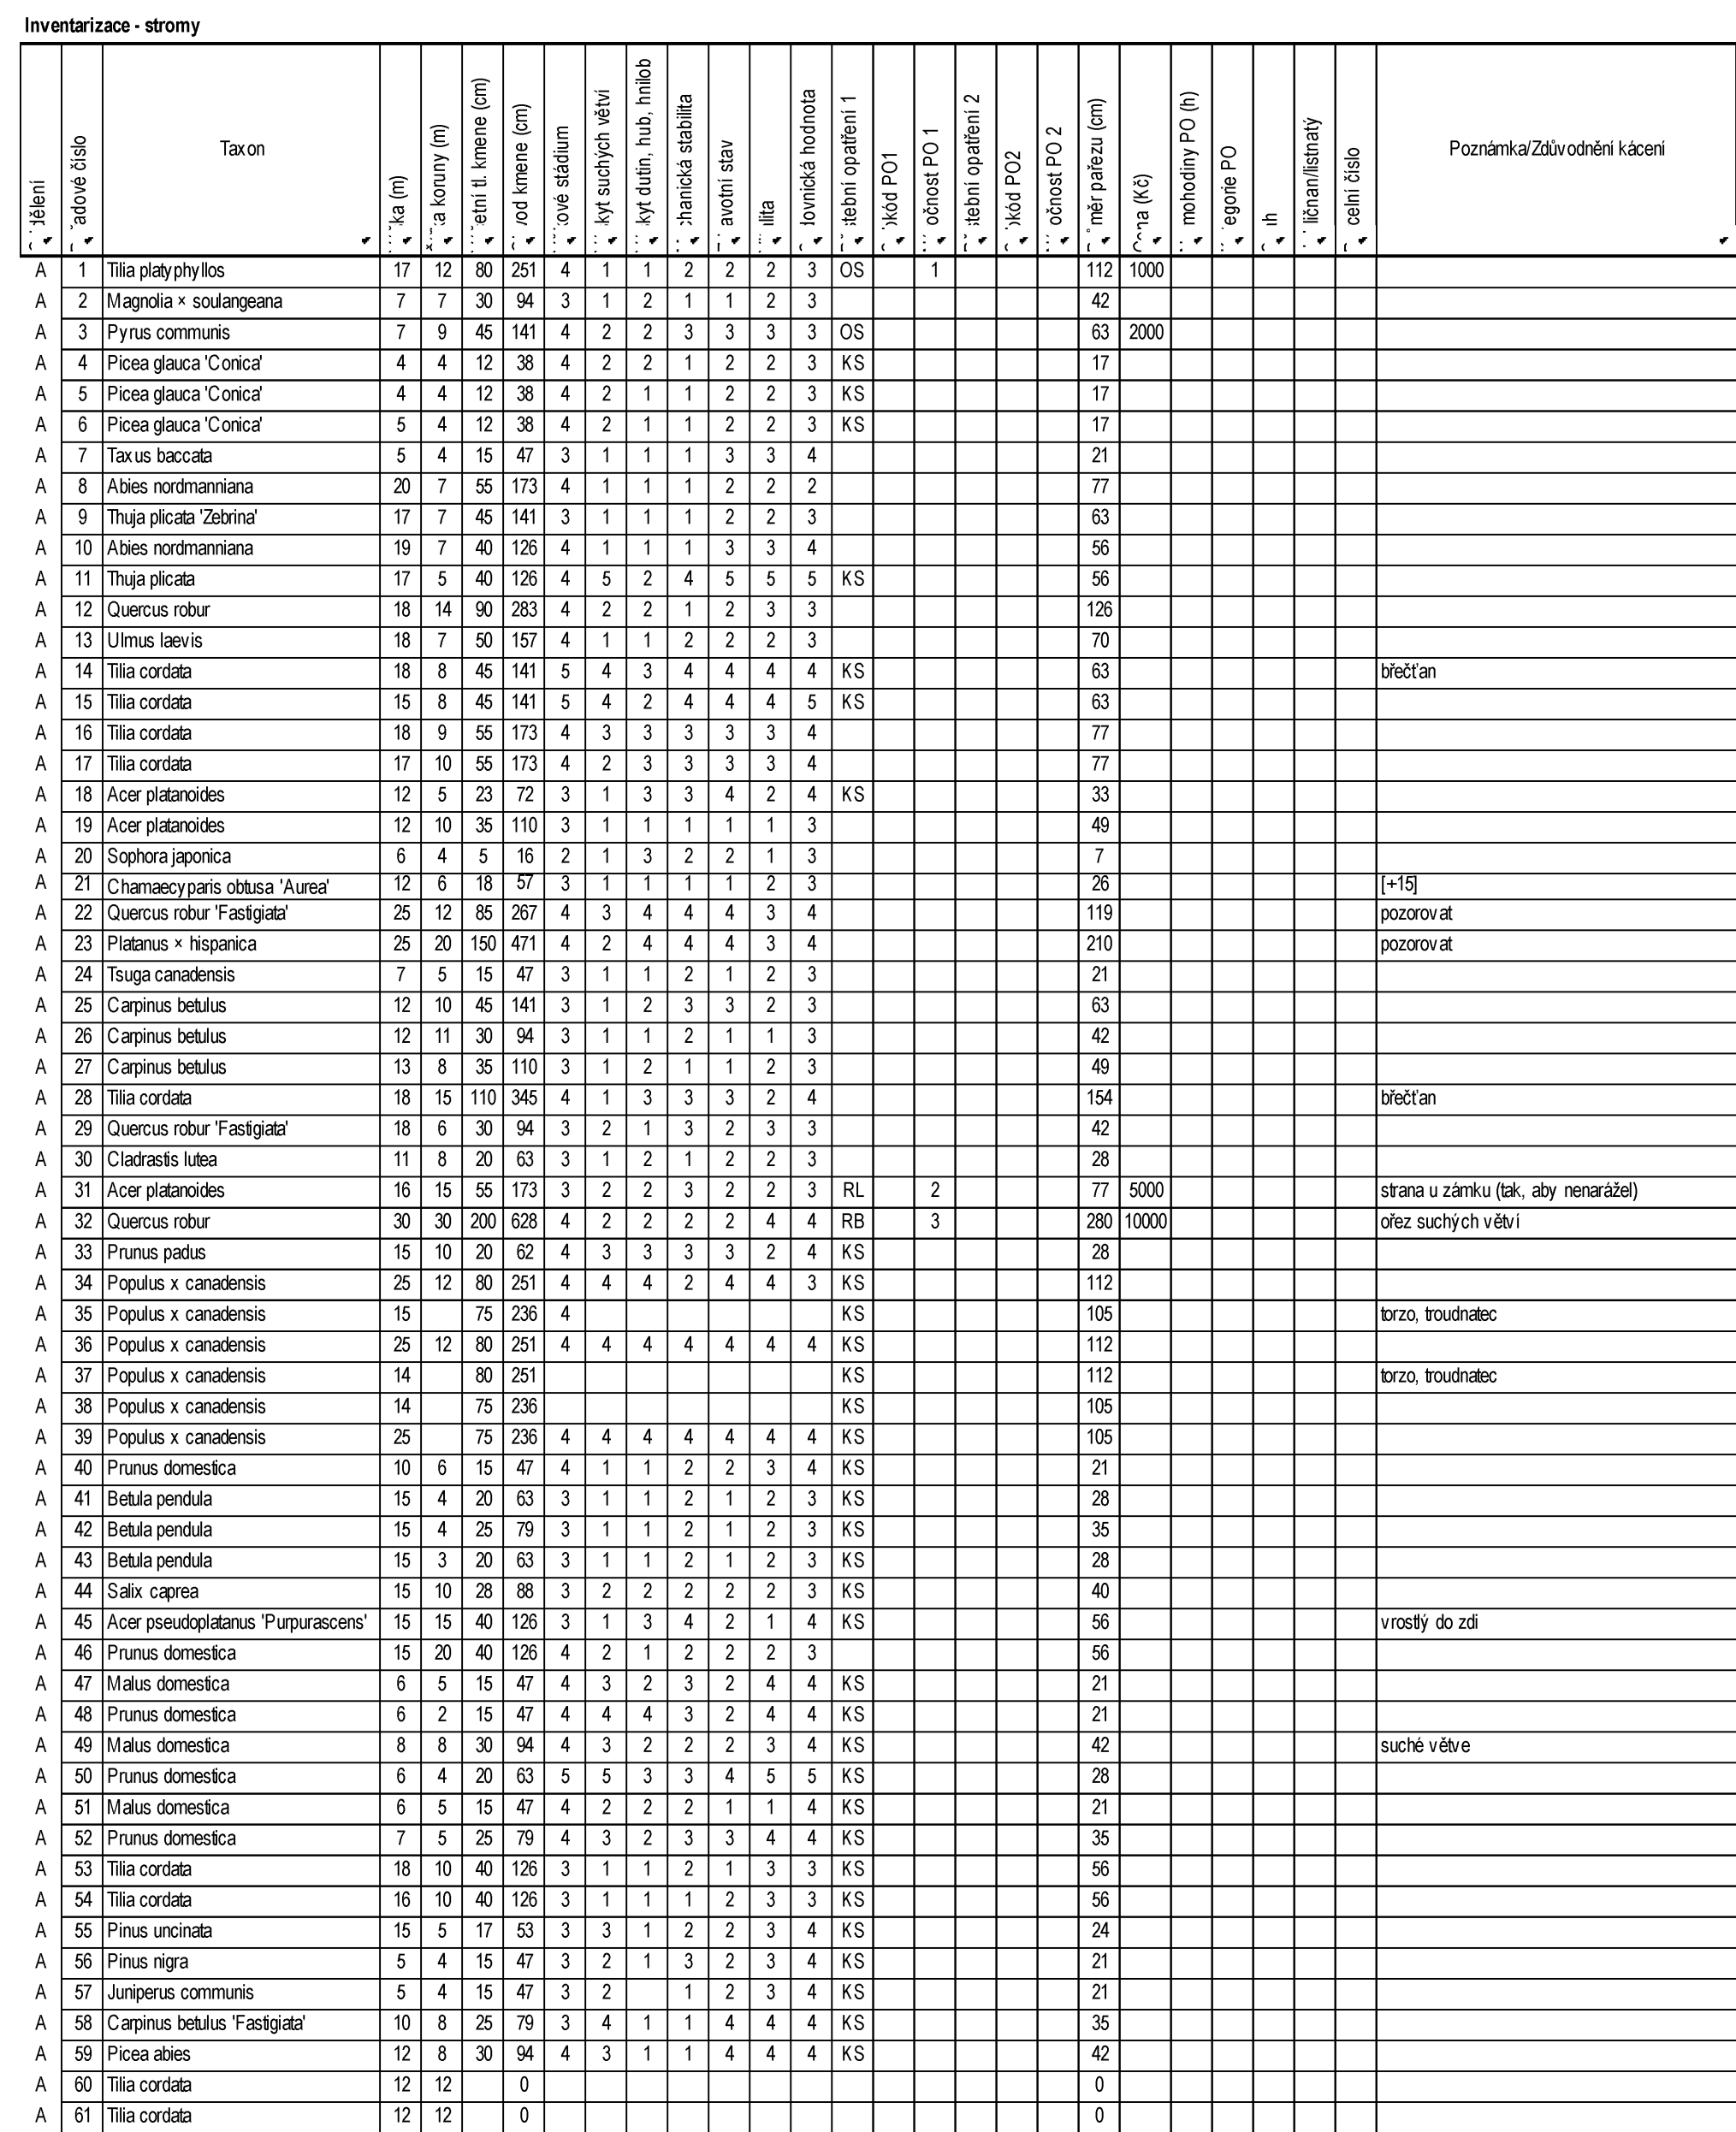 Inventarizace - stromy
Taxon (m) koruny (m) tl. kmene (cm) kmene (cm) stádium suchých větví dutin, hub, hnilob stabilita stav hodnota opatření 1 PO1 PO 1 opatření 2 PO2 PO 2 pařezu (cm) (Kč) PO (h) PO číslo Poznámka/Zdůvodnění kácení
A 1 Tilia platyphyllos 17 12 80 251 4 1 1 2 2 2 3 OS 1 112 1000
A 2 Magnolia × soulangeana 7 7 30 94 3 1 2 1 1 2 3 42
A 3 Pyrus communis 7 9 45 141 4 2 2 3 3 3 3 OS 63 2000
A 4 Picea glauca 'Conica' 4 4 12 38 4 2 2 1 2 2 3 KS 17
A 5 Picea glauca 'Conica' 4 4 12 38 4 2 1 1 2 2 3 KS 17
A 6 Picea glauca 'Conica' 5 4 12 38 4 2 1 1 2 2 3 KS 17
A 7 Taxus baccata 5 4 15 47 3 1 1 1 3 3 4 21
A 8 Abies nordmanniana 20 7 55 173 4 1 1 1 2 2 2 77
A 9 Thuja plicata 'Zebrina' 17 7 45 141 3 1 1 1 2 2 3 63
A 10 Abies nordmanniana 19 7 40 126 4 1 1 1 3 3 4 56
A 11 Thuja plicata 17 5 40 126 4 5 2 4 5 5 5 KS 56
A 12 Quercus robur 18 14 90 283 4 2 2 1 2 3 3 126
A 13 Ulmus laevis 18 7 50 157 4 1 1 2 2 2 3 70
A 14 Tilia cordata 18 8 45 141 5 4 3 4 4 4 4 KS 63 břečťan
A 15 Tilia cordata 15 8 45 141 5 4 2 4 4 4 5 KS 63
A 16 Tilia cordata 18 9 55 173 4 3 3 3 3 3 4 77
A 17 Tilia cordata 17 10 55 173 4 2 3 3 3 3 4 77
A 18 Acer platanoides 12 5 23 72 3 1 3 3 4 2 4 KS 33
A 19 Acer platanoides 12 10 35 110 3 1 1 1 1 1 3 49
A 20 Sophora japonica 6 4 5 16 2 1 3 2 2 1 3 7
A 21 Chamaecyparis obtusa 'Aurea' 12 6 18 57 3 1 1 1 1 2 3 26 [+15]
A 22 Quercus robur 'Fastigiata' 25 12 85 267 4 3 4 4 4 3 4 119 pozorovat
A 23 Platanus × hispanica 25 20 150 471 4 2 4 4 4 3 4 210 pozorovat
A 24 Tsuga canadensis 7 5 15 47 3 1 1 2 1 2 3 21
A 25 Carpinus betulus 12 10 45 141 3 1 2 3 3 2 3 63
A 26 Carpinus betulus 12 11 30 94 3 1 1 2 1 1 3 42
A 27 Carpinus betulus 13 8 35 110 3 1 2 1 1 2 3 49
A 28 Tilia cordata 18 15 110 345 4 1 3 3 3 2 4 154 břečťan
A 29 Quercus robur 'Fastigiata' 18 6 30 94 3 2 1 3 2 3 3 42
A 30 Cladrastis lutea 11 8 20 63 3 1 2 1 2 2 3 28
A 31 Acer platanoides 16 15 55 173 3 2 2 3 2 2 3 RL 2 77 5000 strana u zámku (tak, aby nenarážel)
A 32 Quercus robur 30 30 200 628 4 2 2 2 2 4 4 RB 3 280 10000 ořez suchých větví
A 33 Prunus padus 15 10 20 62 4 3 3 3 3 2 4 KS 28
A 34 Populus x canadensis 25 12 80 251 4 4 4 2 4 4 3 KS 112
A 35 Populus x canadensis 15 75 236 4 KS 105 torzo, troudnatec
A 36 Populus x canadensis 25 12 80 251 4 4 4 4 4 4 4 KS 112
A 37 Populus x canadensis 14 80 251 KS 112 torzo, troudnatec
A 38 Populus x canadensis 14 75 236 KS 105
A 39 Populus x canadensis 25 75 236 4 4 4 4 4 4 4 KS 105
A 40 Prunus domestica 10 6 15 47 4 1 1 2 2 3 4 KS 21
A 41 Betula pendula 15 4 20 63 3 1 1 2 1 2 3 KS 28
A 42 Betula pendula 15 4 25 79 3 1 1 2 1 2 3 KS 35
A 43 Betula pendula 15 3 20 63 3 1 1 2 1 2 3 KS 28
A 44 Salix caprea 15 10 28 88 3 2 2 2 2 2 3 KS 40
A 45 Acer pseudoplatanus 'Purpurascens' 15 15 40 126 3 1 3 4 2 1 4 KS 56 vrostlý do zdi
A 46 Prunus domestica 15 20 40 126 4 2 1 2 2 2 3 56
A 47 Malus domestica 6 5 15 47 4 3 2 3 2 4 4 KS 21
A 48 Prunus domestica 6 2 15 47 4 4 4 3 2 4 4 KS 21
A 49 Malus domestica 8 8 30 94 4 3 2 2 2 3 4 KS 42 suché větve
A 50 Prunus domestica 6 4 20 63 5 5 3 3 4 5 5 KS 28
A 51 Malus domestica 6 5 15 47 4 2 2 2 1 1 4 KS 21
A 52 Prunus domestica 7 5 25 79 4 3 2 3 3 4 4 KS 35
A 53 Tilia cordata 18 10 40 126 3 1 1 2 1 3 3 KS 56
A 54 Tilia cordata 16 10 40 126 3 1 1 1 2 3 3 KS 56
A 55 Pinus uncinata 15 5 17 53 3 3 1 2 2 3 4 KS 24
A 56 Pinus nigra 5 4 15 47 3 2 1 3 2 3 4 KS 21
A 57 Juniperus communis 5 4 15 47 3 2 1 2 3 4 KS 21
A 58 Carpinus betulus 'Fastigiata' 10 8 25 79 3 4 1 1 4 4 4 KS 35
A 59 Picea abies 12 8 30 94 4 3 1 1 4 4 4 KS 42
A 60 Tilia cordata 12 12 0 0
A 61 Tilia cordata 12 12 0 0